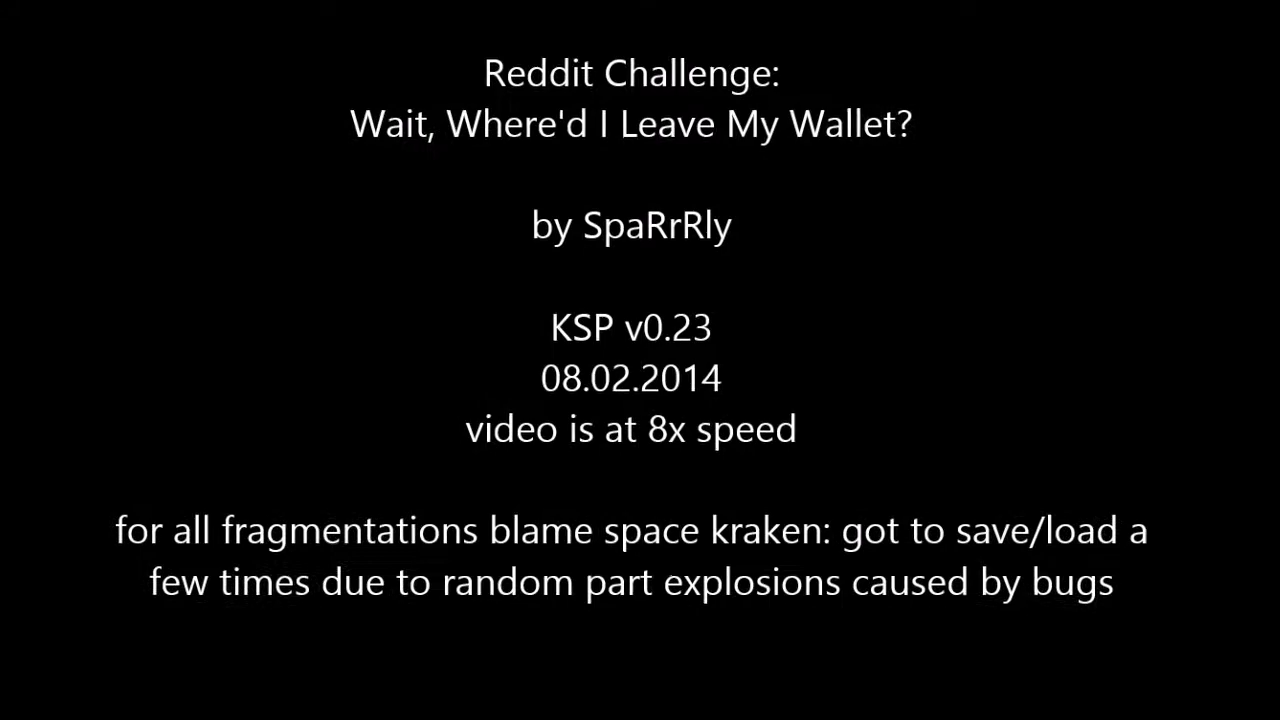 Reddit Challenge:
Wait, Where'd I Leave My Wallet?
by SpaRrRly
KSP v0.23
08.02.2014
video is at 8x speed
for all fragmentations blame space kraken: got to save/load a
few times due to random part explosions caused by bugs